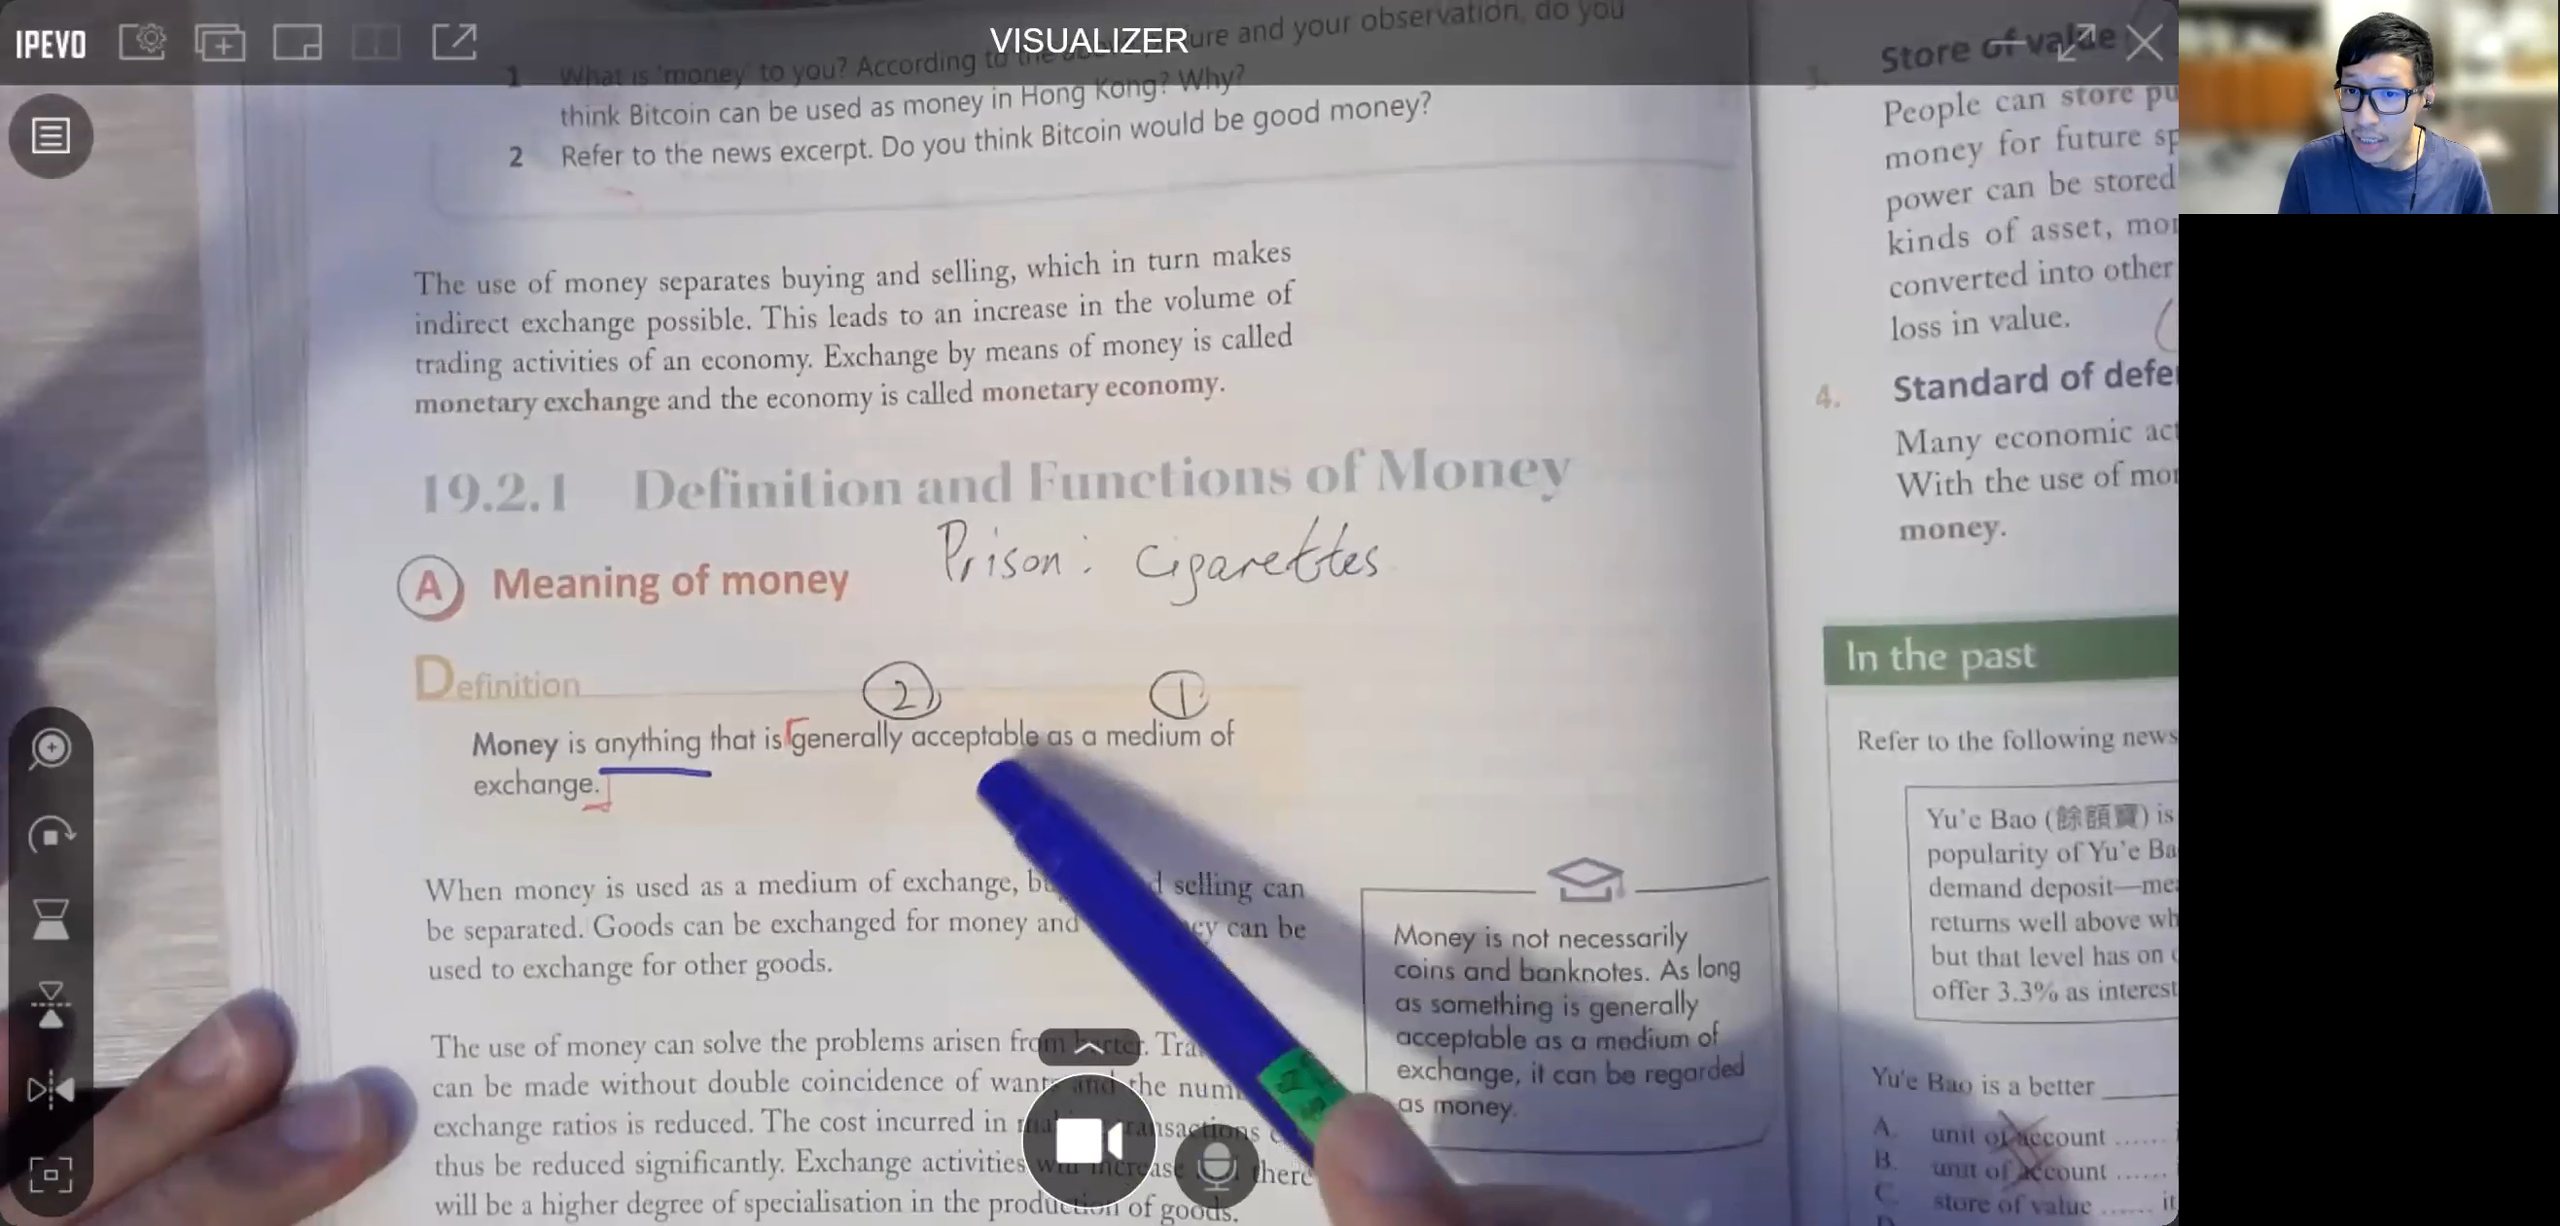 IPEVO
VISUALIZER
1 What is 'money' to you? According to the ure and your observation, do you
think Bitcoin can be used as money in Hong Kong? Why?
2 Refer to the news excerpt. Do you think Bitcoin would be good money?
The use of money separates buying and selling, which in turn makes
indirect exchange possible. This leads to an increase in the volume of
trading activities of an economy. Exchange by means of money is called
monetary exchange and the economy is called monetary economy.
19.2.1 Definition and Functions of Money
Prison: cigarettes
A Meaning of money
Definition
2 1
Money is anything that is generally acceptable as a medium of
exchange.
When money is used as a medium of exchange, selling can
be separated. Goods can be exchanged for money and can be
used to exchange for other goods.
The use of money can solve the problems arisen from barter.
can be made without double coincidence of wants and the
exchange ratios is reduced. The cost incurred in
thus be reduced significantly. Exchange activities will increase there
will be a higher degree of specialisation in the production of goods.
Money is not necessarily
coins and banknotes. As long
as something is generally
acceptable as a medium of
exchange, it can be regarded
as money.
3. Store of value
People can store pu
money for future sp
power can be stored
kinds of asset, mo
converted into other
loss in value.
4. Standard of defe
Many economic act
With the use of mo
money.
In the past
Refer to the following news
Yu'e Bao (餘額寶) is
popularity of Yu'e Ba
demand deposit—mea
returns well above wh
but that level has on
offer 3.3% as interest
Yu'e Bao is a better
A. unit of account ......
B. unit of account ......
C. store of value ...... it